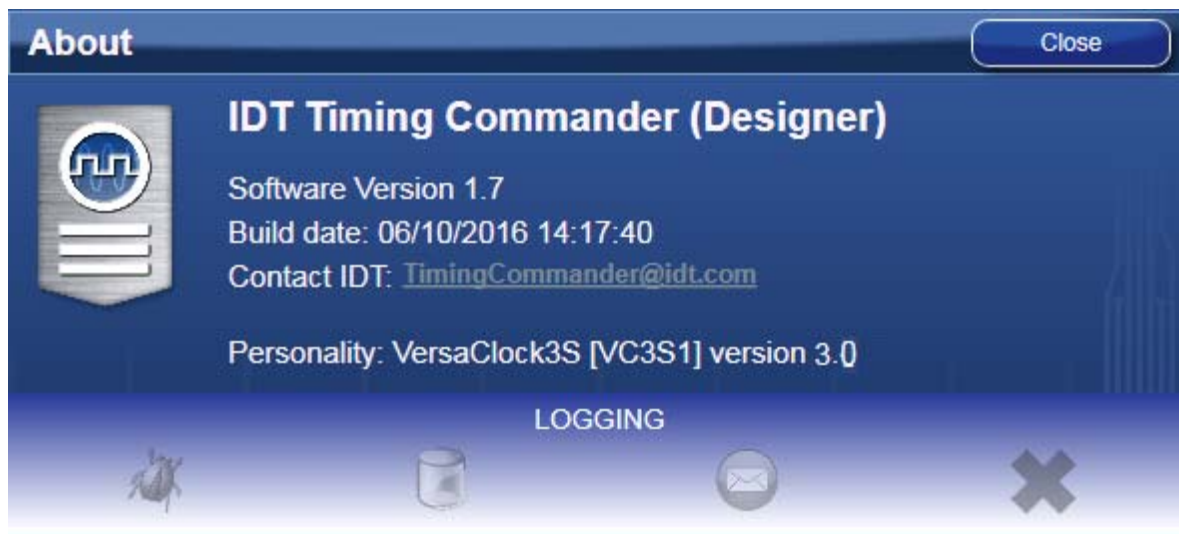 About
Close
IDT Timing Commander (Designer)
Software Version 1.7
Build date: 06/10/2016 14:17:40
Contact IDT: TimingCommander@idt.com
Personality: VersaClock3S [VC3S1] version 3.0
LOGGING